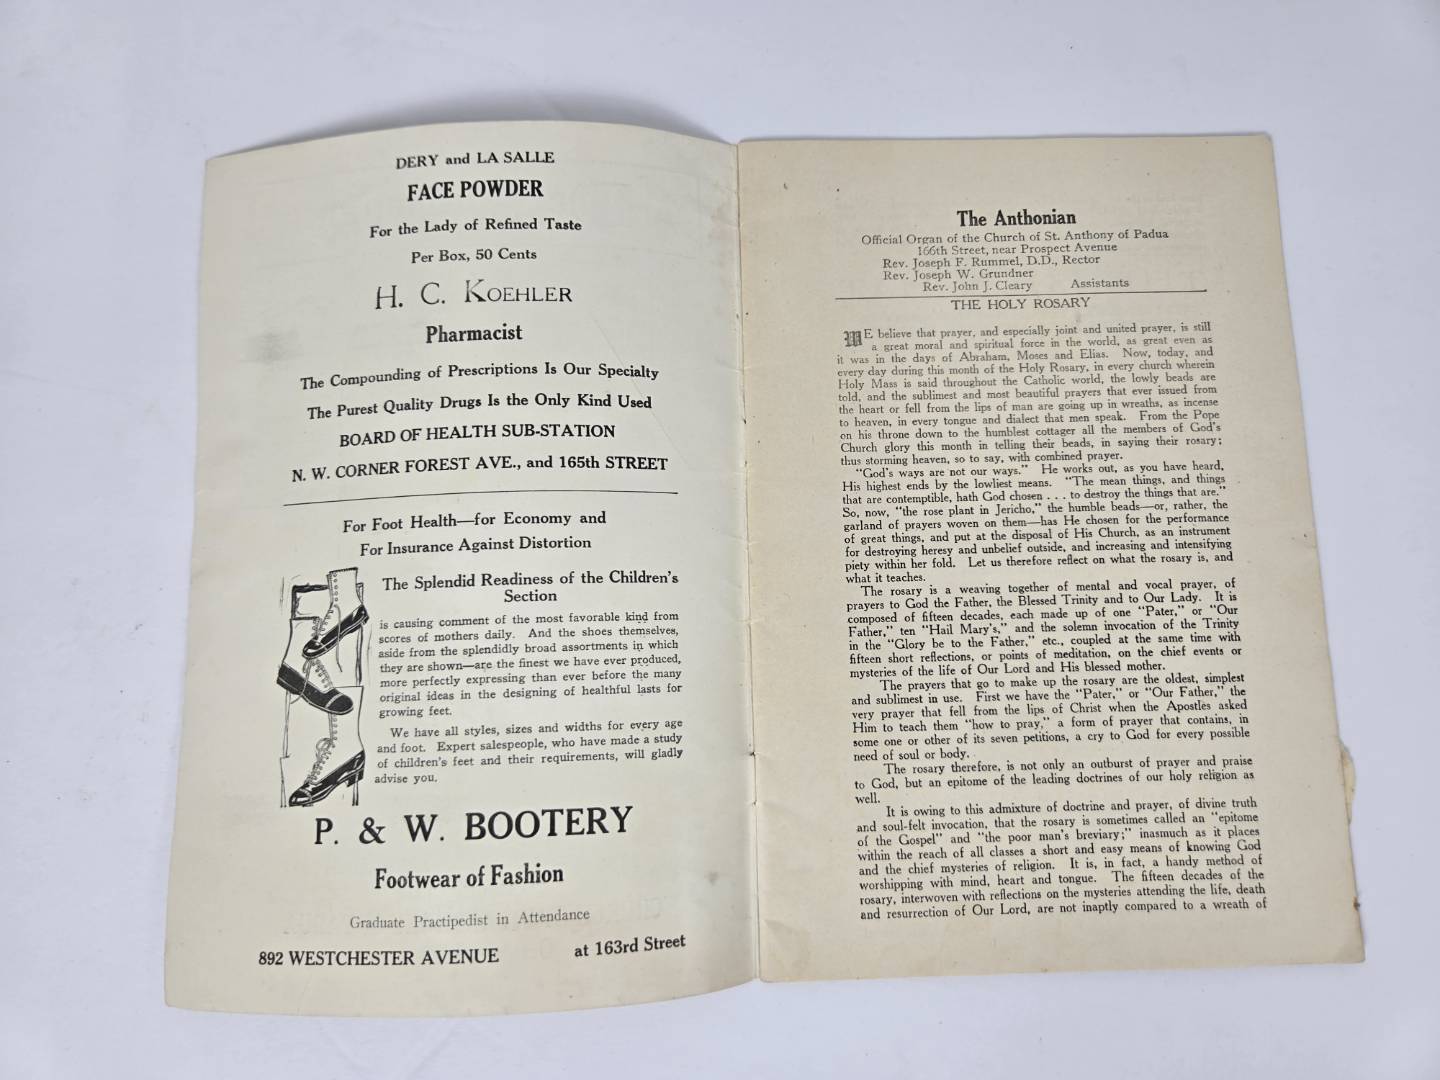 DERY and LA SALLE
FACE POWDER
For the Lady of Refined Taste
Per Box, 50 Cents
H. C. KOEHLER
Pharmacist
The Compounding of Prescriptions Is Our Specialty
The Purest Quality Drugs Is the Only Kind Used
BOARD OF HEALTH SUB-STATION
N. W. CORNER FOREST AVE., and 165th STREET
For Foot Health—for Economy and
For Insurance Against Distortion
The Splendid Readiness of the Children's
Section
is causing comment of the most favorable kind from
scores of mothers daily. And the shoes themselves,
aside from the splendidly broad assortments in which
they are shown—are the finest we have ever produced,
more perfectly expressing than ever before the many
original ideas in the designing of healthful lasts for
growing feet.
We have all styles, sizes and widths for every age
and foot. Expert salespeople, who have made a study
of children's feet and their requirements, will gladly
advise you.
P. & W. BOOTERY
Footwear of Fashion
Graduate Practipedist in Attendance
892 WESTCHESTER AVENUE at 163rd Street
The Anthonian
Official Organ of the Church of St. Anthony of Padua
166th Street, near Prospect Avenue
Rev. Joseph F. Rummel, D.D., Rector
Rev. Joseph W. Grundner
Rev. John J. Cleary Assistants
THE HOLY ROSARY
WE believe that prayer, and especially joint and united prayer, is still
a great moral and spiritual force in the world, as great even as
it was in the days of Abraham, Moses and Elias. Now, today, and
every day during this month of the Holy Rosary, in every church wherein
Holy Mass is said throughout the Catholic world, the lowly beads are
told, and the sublimest and most beautiful prayers that ever issued from
the heart or fell from the lips of man are going up in wreaths, as incense
to heaven, in every tongue and dialect that men speak. From the Pope
on his throne down to the humblest cottager all the members of God's
Church glory this month in telling their beads, in saying their rosary;
thus storming heaven, so to say, with combined prayer.
"God's ways are not our ways." He works out, as you have heard,
His highest ends by the lowliest means. "The mean things, and things
that are contemptible, hath God chosen . . . to destroy the things that are."
So, now, "the rose plant in Jericho," the humble beads—or, rather, the
garland of prayers woven on them—has He chosen for the performance
of great things, and put at the disposal of His Church, as an instrument
for destroying heresy and unbelief outside, and increasing and intensifying
piety within her fold. Let us therefore reflect on what the rosary is, and
what it teaches.
The rosary is a weaving together of mental and vocal prayer, of
prayers to God the Father, the Blessed Trinity and to Our Lady. It is
composed of fifteen decades, each made up of one "Pater," or "Our
Father," ten "Hail Mary's," and the solemn invocation of the Trinity
in the "Glory be to the Father," etc., coupled at the same time with
fifteen short reflections, or points of meditation, on the chief events or
mysteries of the life of Our Lord and His blessed mother.
The prayers that go to make up the rosary are the oldest, simplest
and sublimest in use. First we have the "Pater," or "Our Father," the
very prayer that fell from the lips of Christ when the Apostles asked
Him to teach them "how to pray," a form of prayer that contains, in
some one or other of its seven petitions, a cry to God for every possible
need of soul or body.
The rosary therefore, is not only an outburst of prayer and praise
to God, but an epitome of the leading doctrines of our holy religion as
well.
It is owing to this admixture of doctrine and prayer, of divine truth
and soul-felt invocation, that the rosary is sometimes called an "epitome
of the Gospel" and "the poor man's breviary;" inasmuch as it places
within the reach of all classes a short and easy means of knowing God
and the chief mysteries of religion. It is, in fact, a handy method of
worshipping with mind, heart and tongue. The fifteen decades of the
rosary, interwoven with reflections on the mysteries attending the life, death
and resurrection of Our Lord, are not inaptly compared to a wreath of